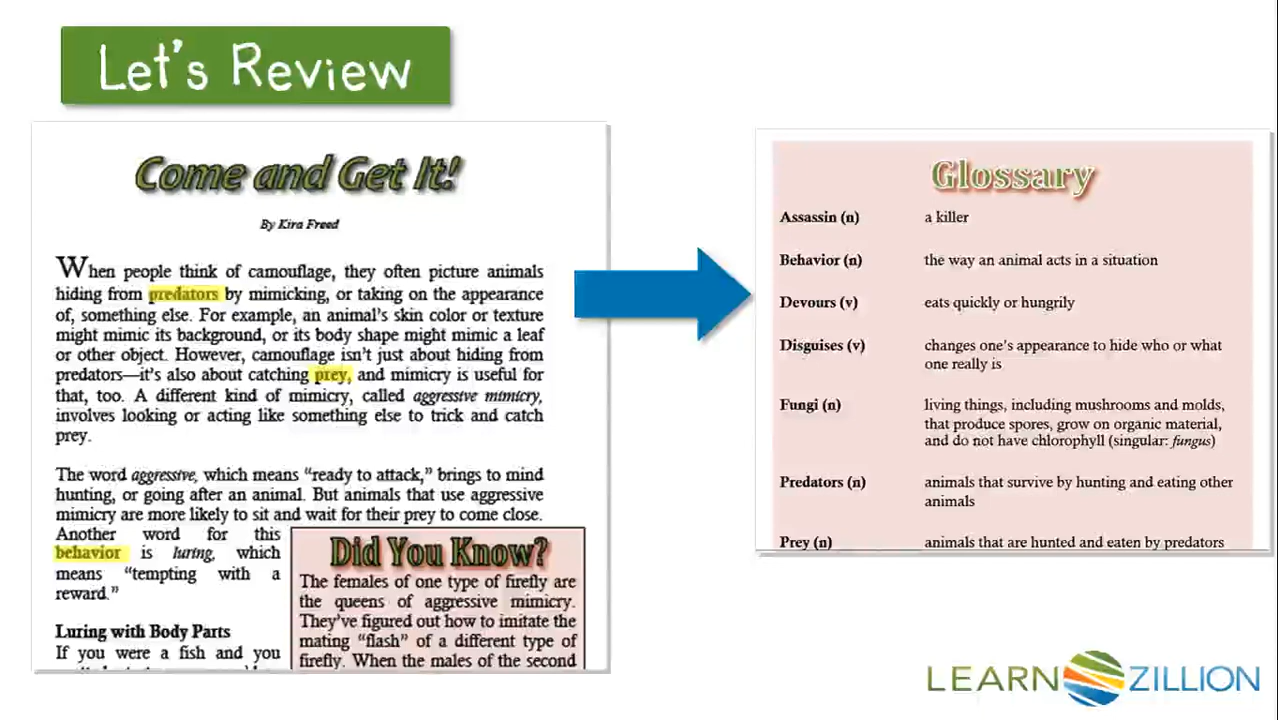 Let's Review
Come and Get It!
By Kira Freed
When people think of camouflage, they often picture animals
hiding from predators by mimicking, or taking on the appearance
of, something else. For example, an animal's skin color or texture
might mimic its background, or its body shape might mimic a leaf
or other object. However, camouflage isn't just about hiding from
predators—it's also about catching prey, and mimicry is useful for
that, too. A different kind of mimicry, called aggressive mimicry,
involves looking or acting like something else to trick and catch
prey.
The word aggressive, which means “ready to attack,” brings to mind
hunting, or going after an animal. But animals that use aggressive
mimicry are more likely to sit and wait for their prey to come close.
Another word for this
behavior is luring, which
means “tempting with a
reward.”
Luring with Body Parts
If you were a fish and you
Did You Know?
The females of one type of firefly are
the queens of aggressive mimicry.
They've figured out how to imitate the
mating “flash” of a different type of
firefly. When the males of the second
Glossary
Assassin (n) a killer
Behavior (n) the way an animal acts in a situation
Devours (v) eats quickly or hungrily
Disguises (v) changes one's appearance to hide who or what
one really is
Fungi (n) living things, including mushrooms and molds,
that produce spores, grow on organic material,
and do not have chlorophyll (singular: fungus)
Predators (n) animals that survive by hunting and eating other
animals
Prey (n) animals that are hunted and eaten by predators
LEARN ZILLION